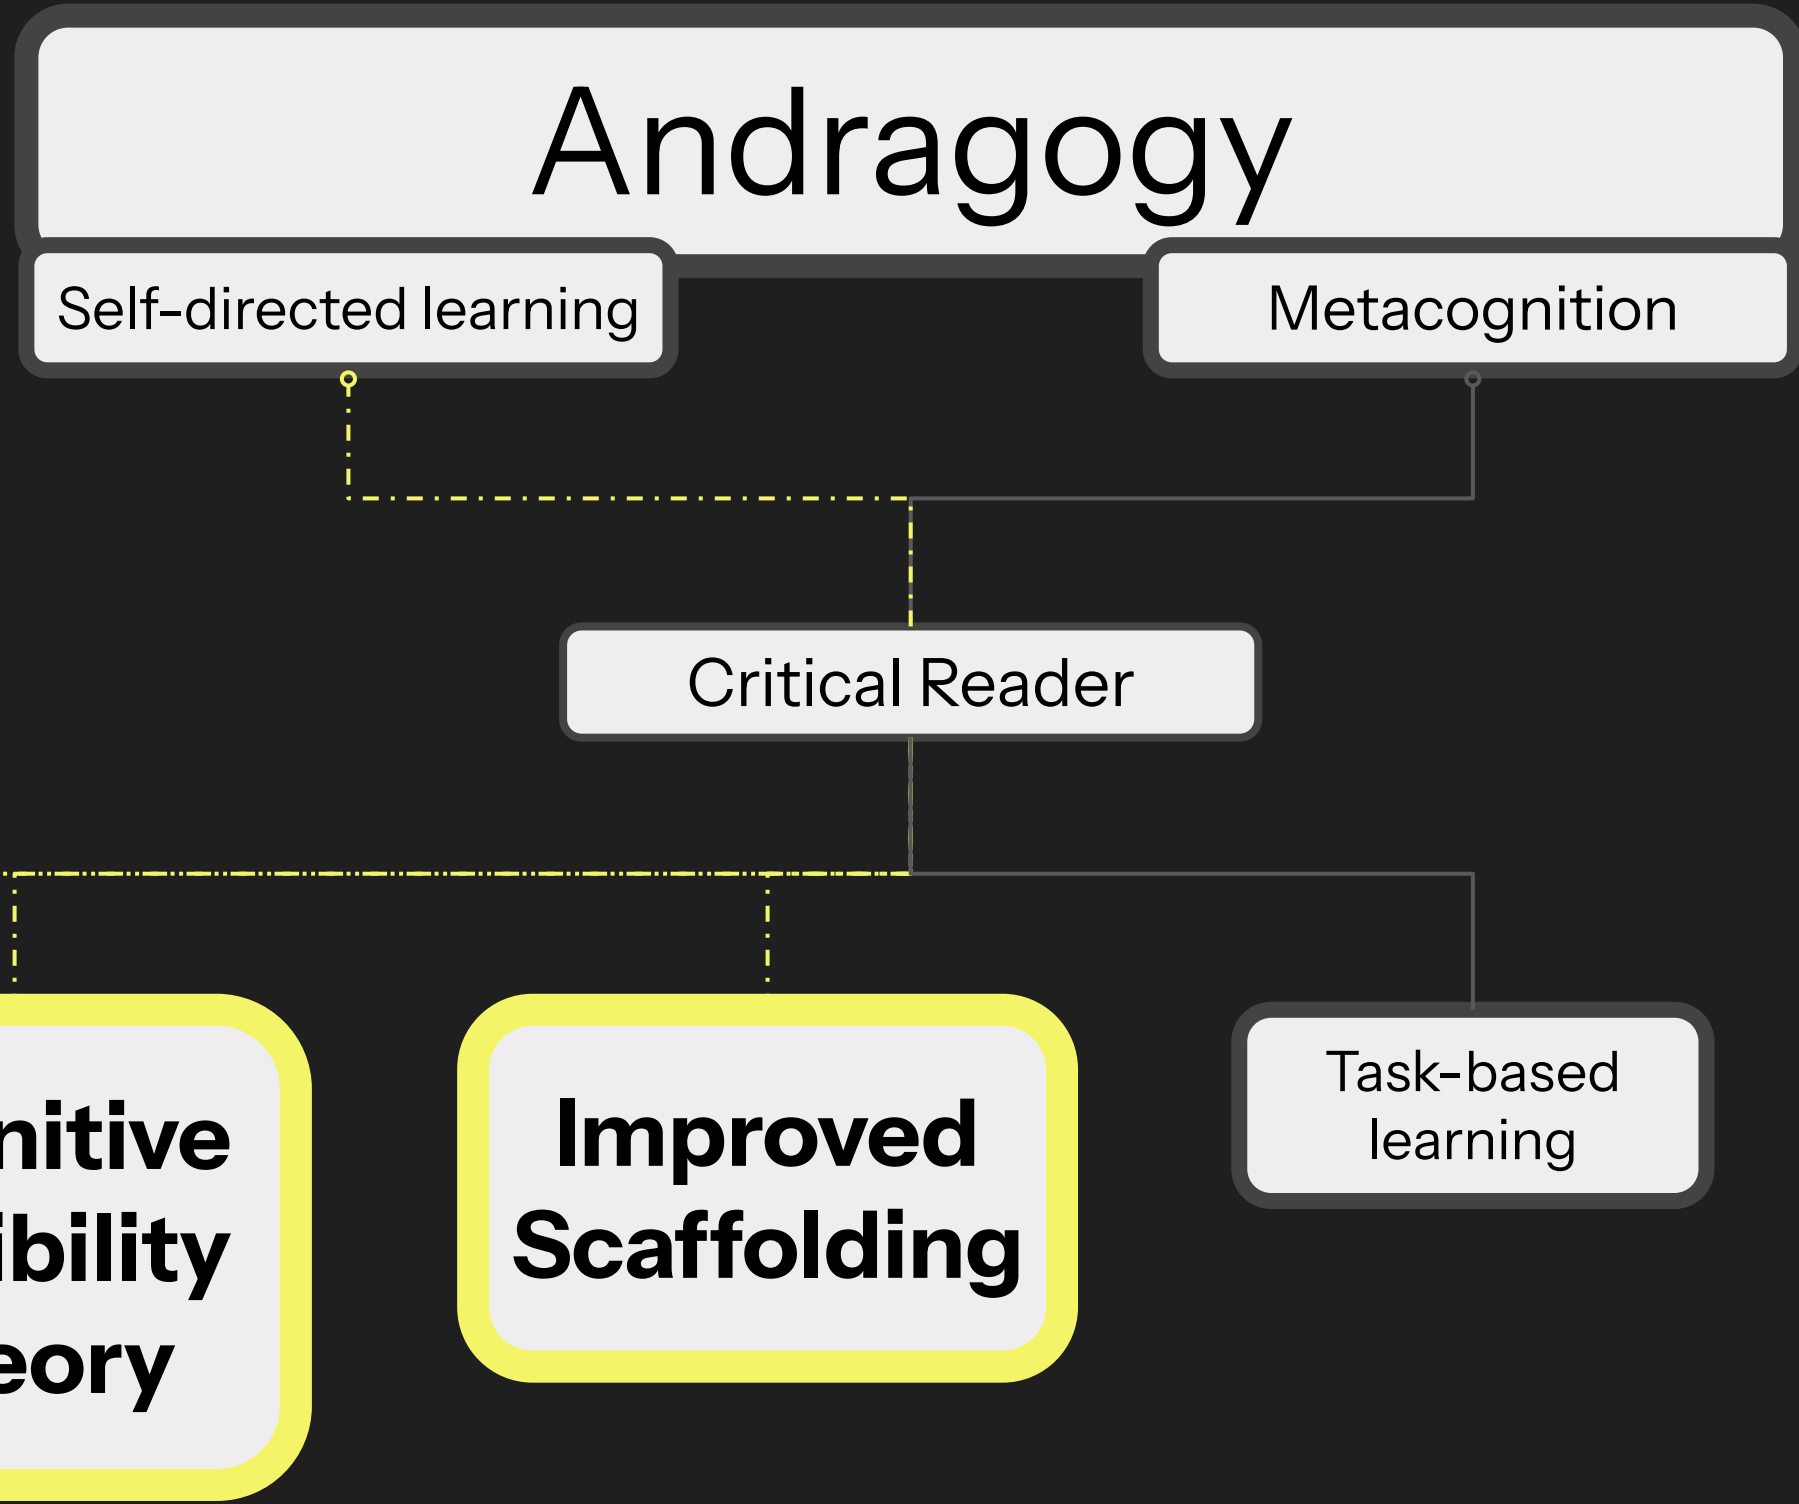 Andragogy
Self-directed learning
Metacognition
Critical Reader
nitive
ibility
eory
Improved
Scaffolding
Task-based
learning